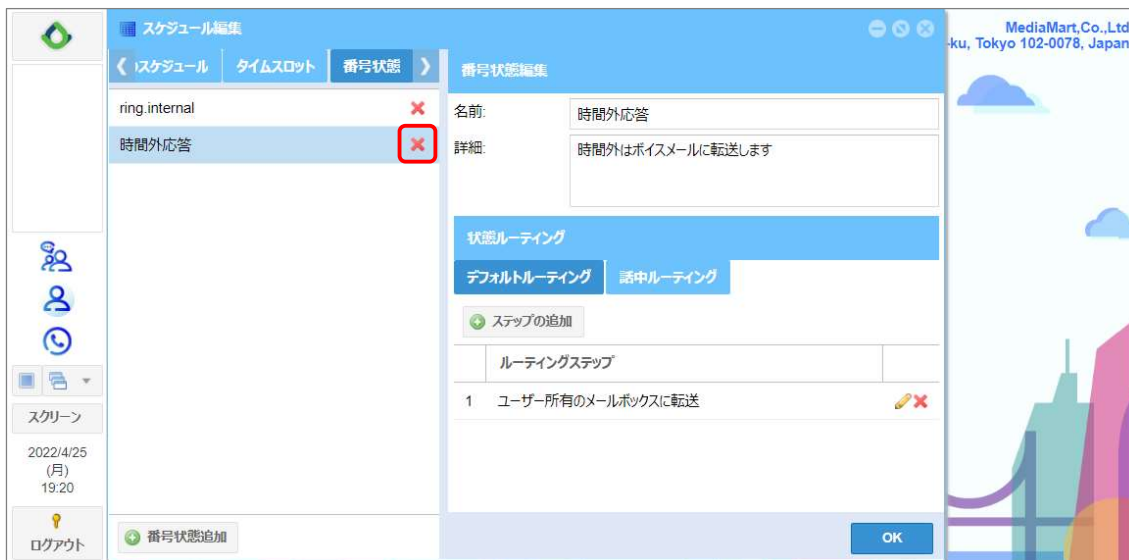 スケジュール編集
MediaMart,Co.,Ltd
-ku, Tokyo 102-0078, Japan
スケジュール
タイムスロット
番号状態
番号状態編集
ring.internal
時間外応答
名前:
時間外応答
詳細:
時間外はボイスメールに転送します
状態ルーティング
デフォルトルーティング
話中ルーティング
ステップの追加
ルーティングステップ
1 ユーザー所有のメールボックスに転送
スクリーン
2022/4/25
(月)
19:20
ログアウト
番号状態追加
OK